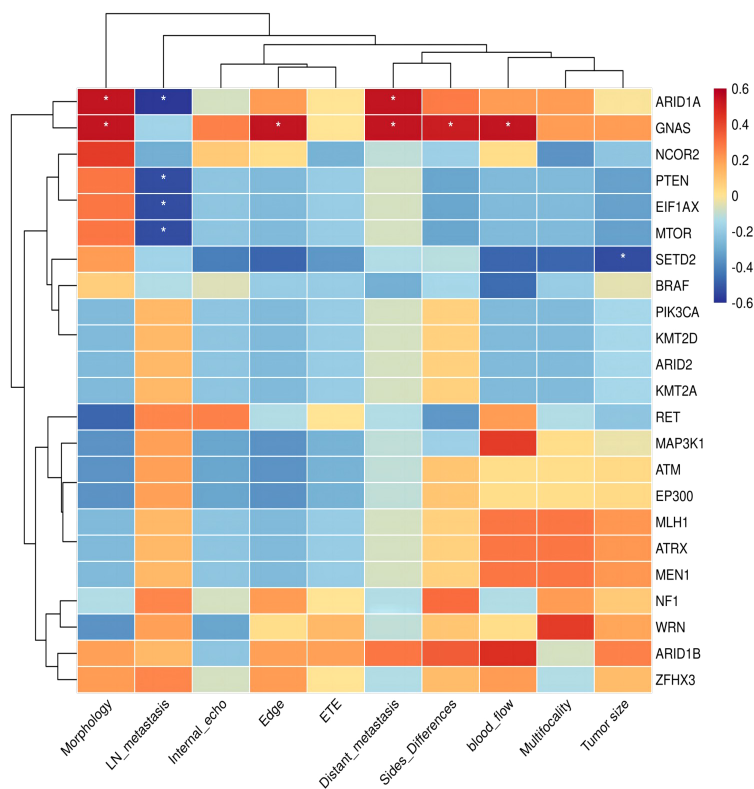 * * * ARID1A
* * * * * GNAS
NCOR2
* PTEN
* EIF1AX
* MTOR
* SETD2
BRAF
PIK3CA
KMT2D
ARID2
KMT2A
RET
MAP3K1
ATM
EP300
MLH1
ATRX
MEN1
NF1
WRN
ARID1B
ZFHX3
0.6
0.4
0.2
0
-0.2
-0.4
-0.6
Morphology
LN_metastasis
Internal_echo
Edge
ETE
Distant_metastasis
Sides_Differences
blood_flow
Multifocality
Tumor size